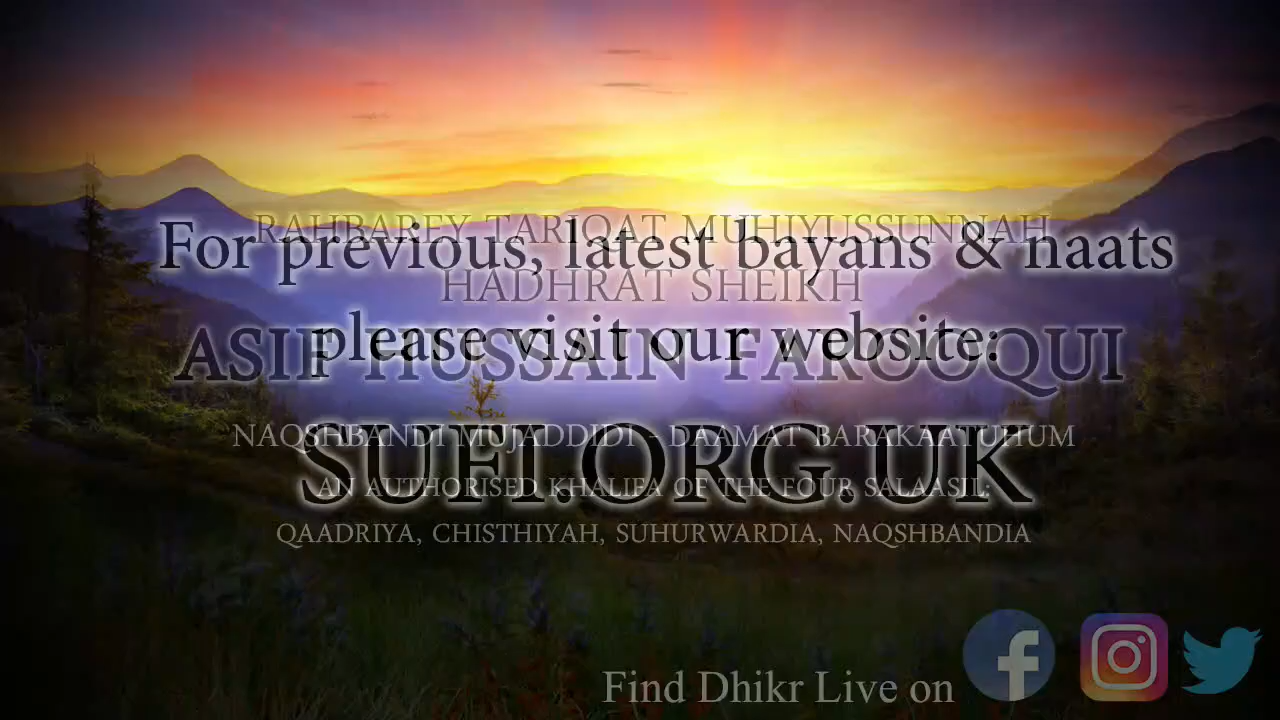 RAHBAREY TARIQAT MUHIYUSSUNNAH
For previous, latest bayans & naats
HADHRAT SHEIKH
please visit our website:
ASIF HUSSAIN FAROOQUI
NAQSHBANDI MUJADDIDI DAAMAT BARAKAATUHUM
SUFI.ORG.UK
AN AUTHORISED KHALIFA OF THE FOUR SALAASIL:
QAADRIYA, CHISTHIYAH, SUHURWARDIA, NAQSHBANDIA
Find Dhikr Live on